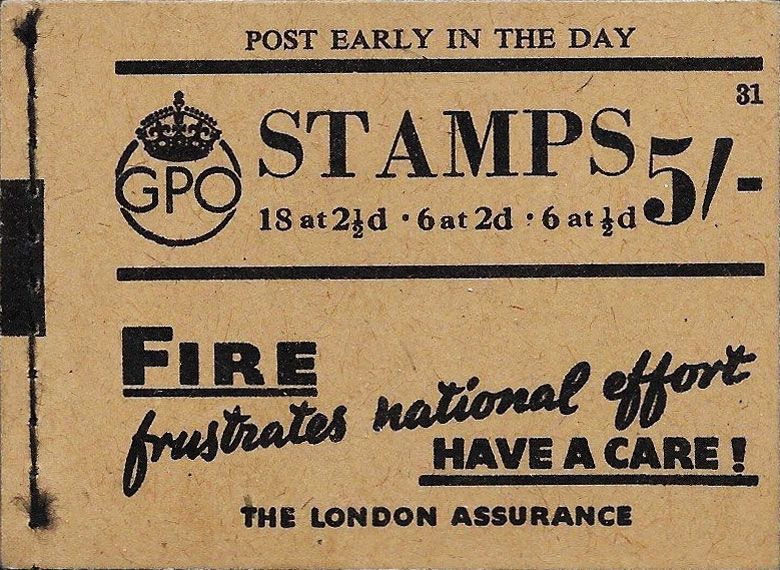 POST EARLY IN THE DAY
31
GPO
STAMPS 5/-
18 at 2½d · 6 at 2d · 6 at ½d
FIRE
frustrates national effort
HAVE A CARE!
THE LONDON ASSURANCE